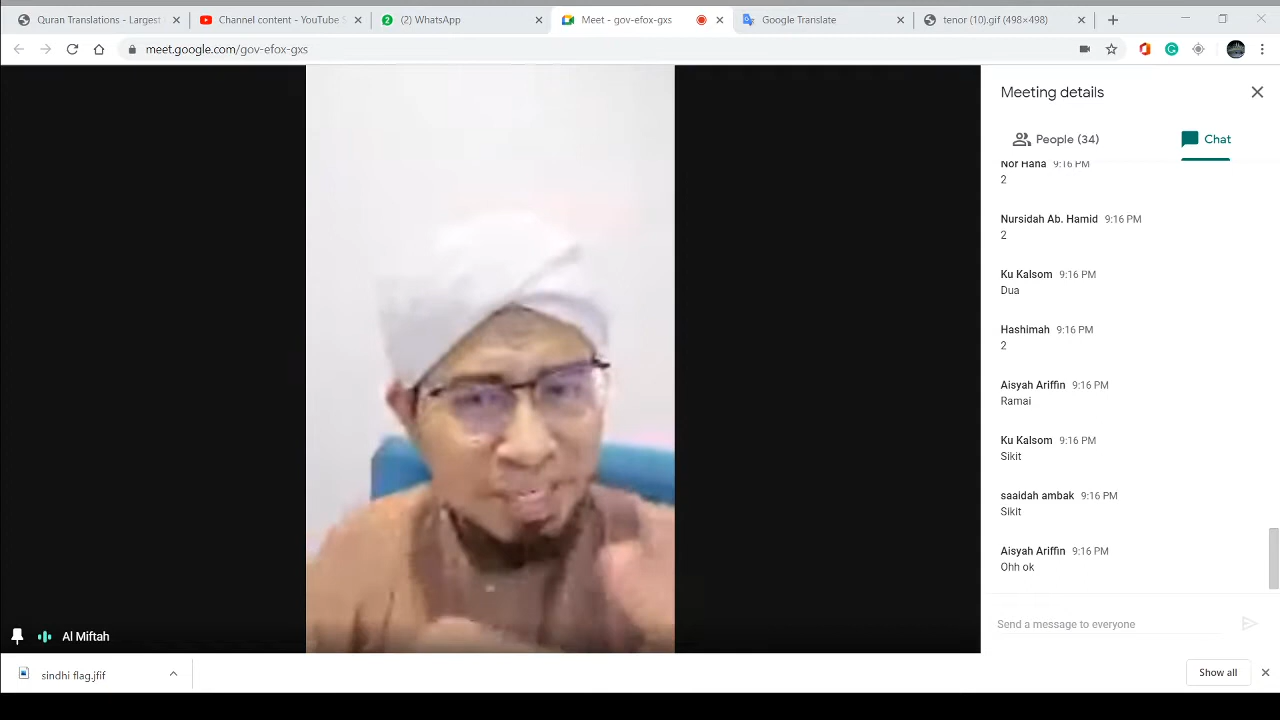 Quran Translations - Largest
Channel content - YouTube S
(2) WhatsApp
Meet - gov-efox-gxs
Google Translate
tenor (10).gif (498×498)
meet.google.com/gov-efox-gxs
Meeting details
People (34)
Chat
Nor Hana 9:16 PM
2
Nursidah Ab. Hamid 9:16 PM
2
Ku Kalsom 9:16 PM
Dua
Hashimah 9:16 PM
2
Aisyah Ariffin 9:16 PM
Ramai
Ku Kalsom 9:16 PM
Sikit
saaidah ambak 9:16 PM
Sikit
Aisyah Ariffin 9:16 PM
Ohh ok
Send a message to everyone
Al Miftah
sindhi flag.jfif
Show all